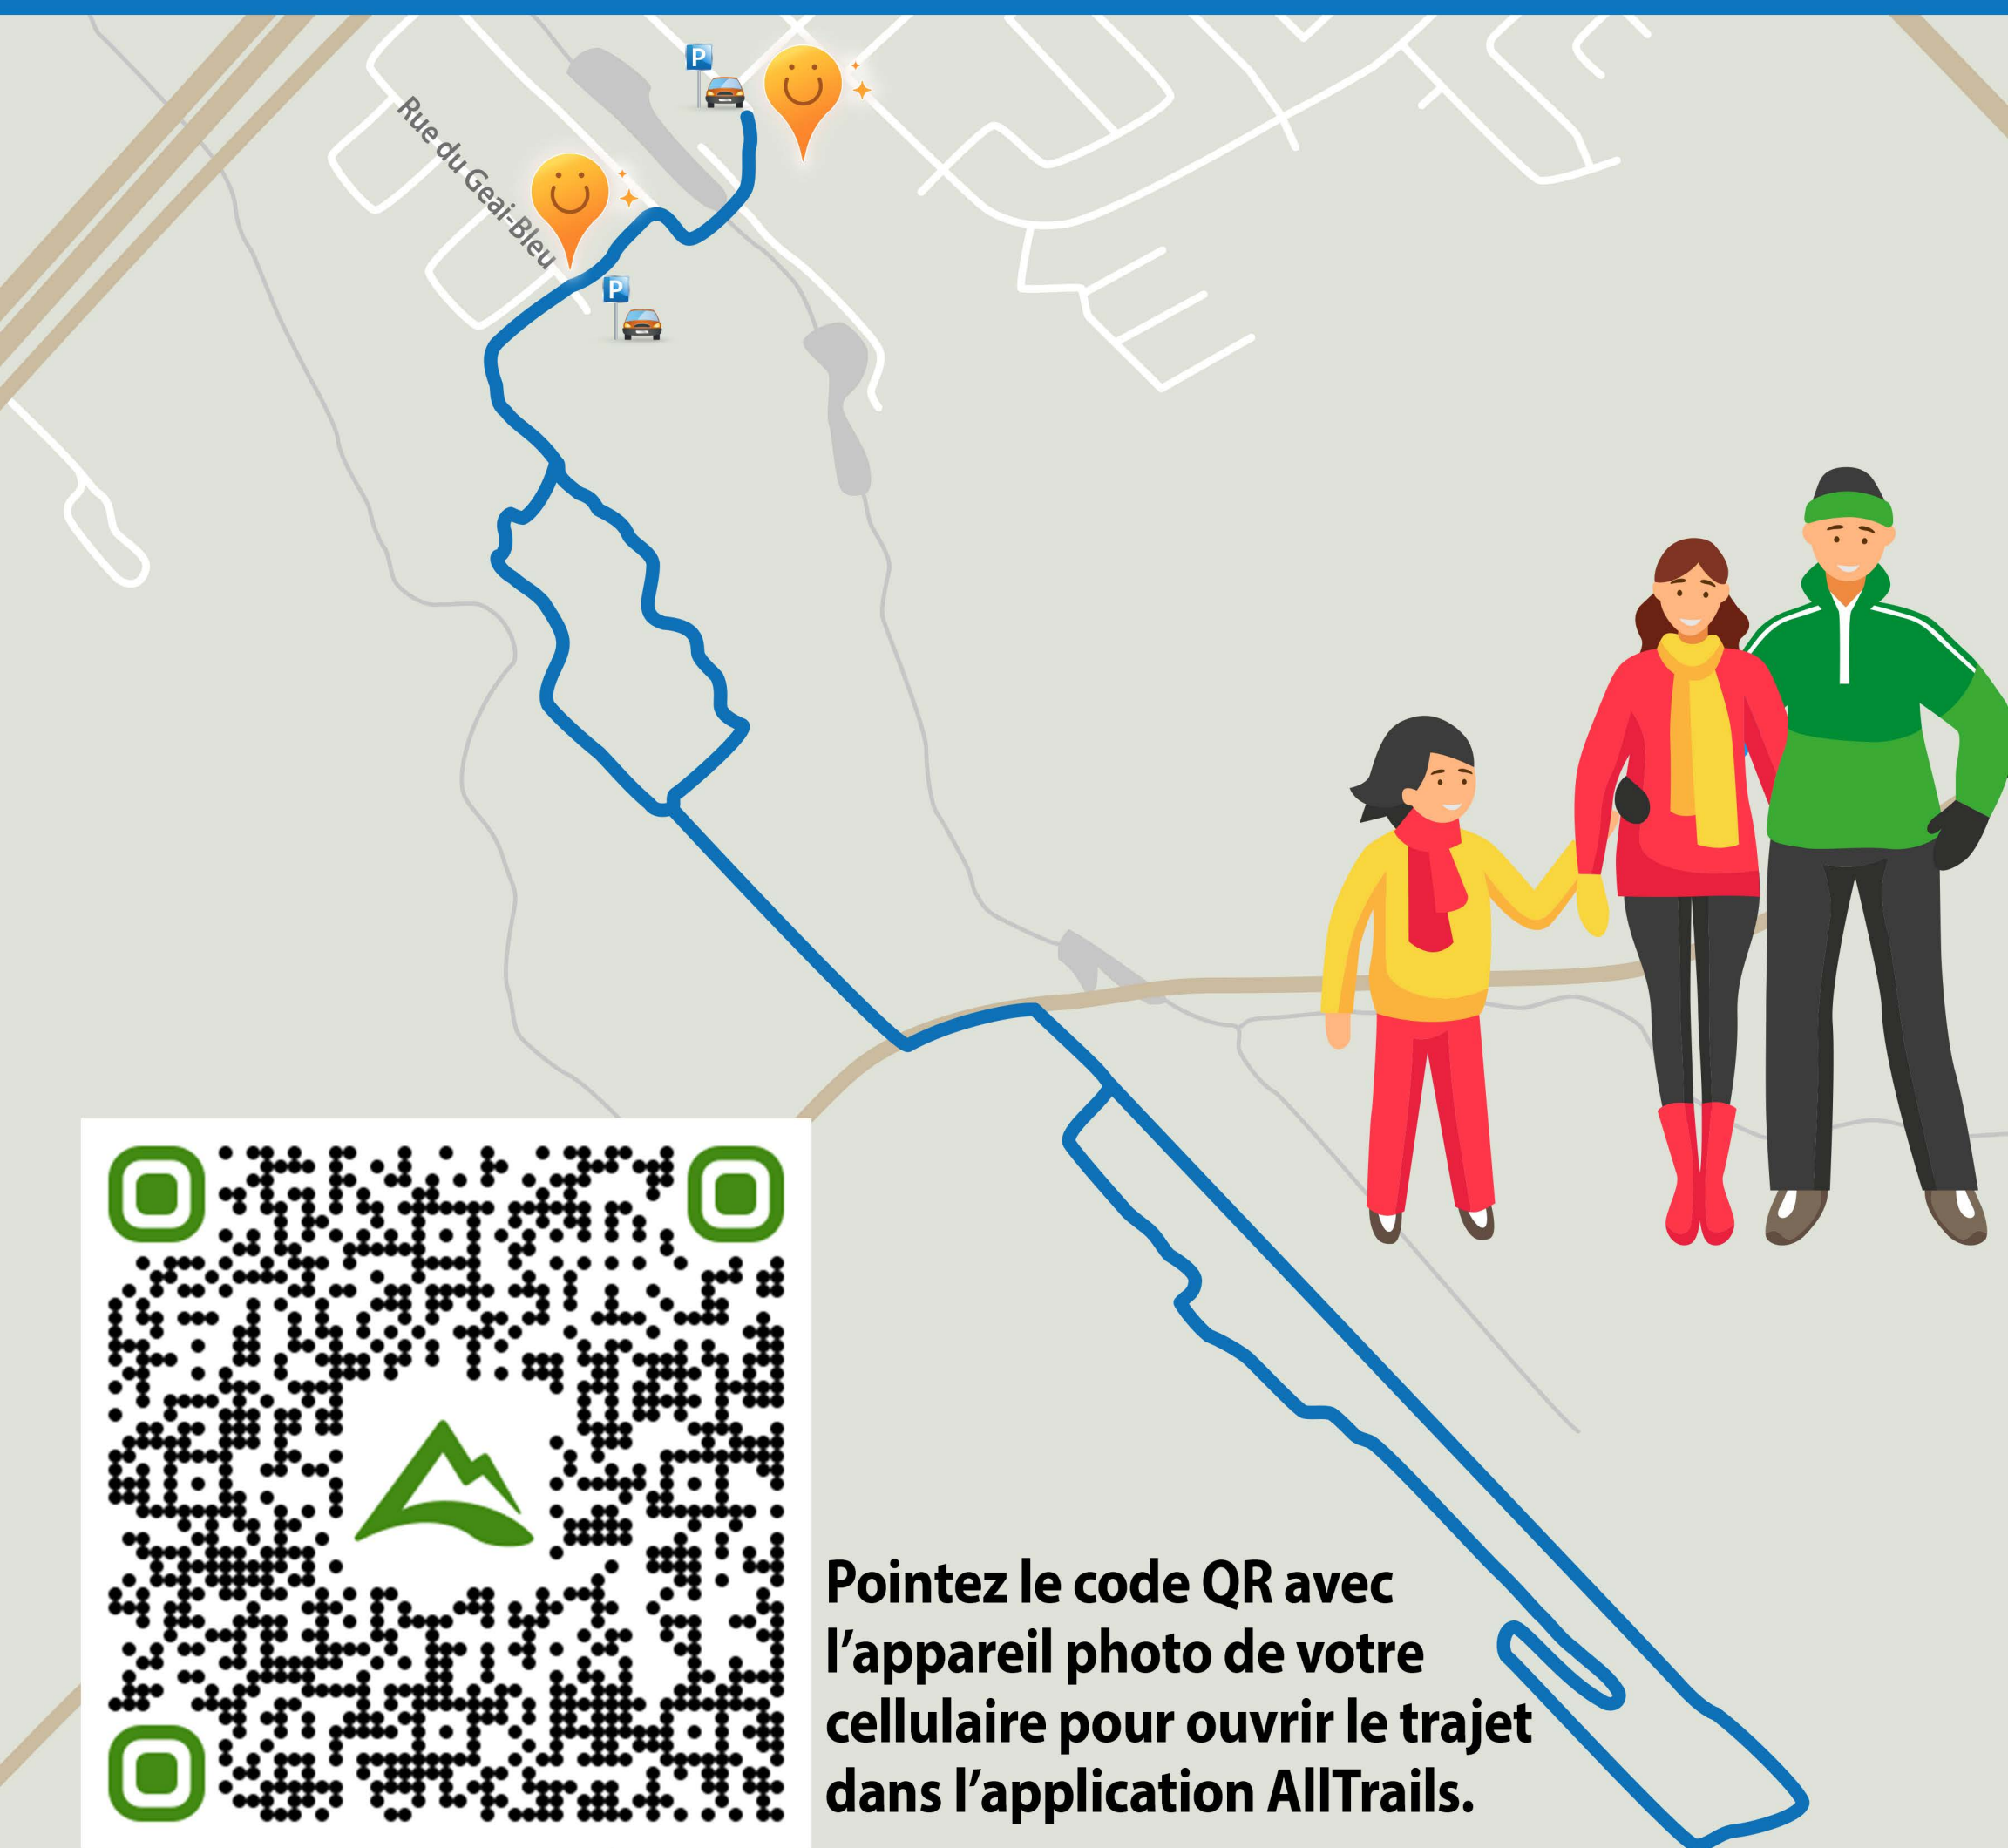 P
Rue du Geai-Bleu
P
Pointez le code QR avec
l'appareil photo de votre
cellulaire pour ouvrir le trajet
dans l'application AllTrails.